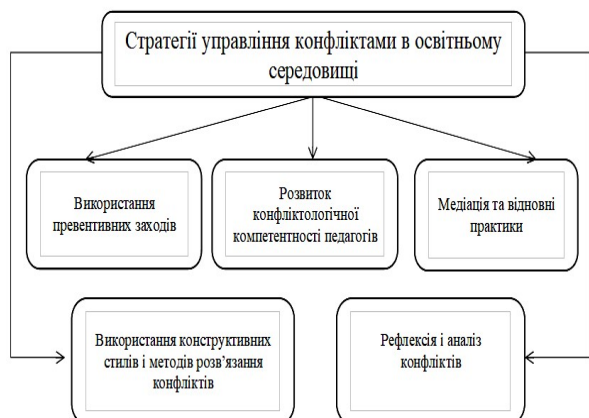 Стратегії управління конфліктами в освітньому
середовищі
Використання
превентивних заходів
Розвиток
конфліктологічної
компетентності педагогів
Медіація та відновні
практики
Використання конструктивних
стилів і методів розв'язання
конфліктів
Рефлексія і аналіз
конфліктів